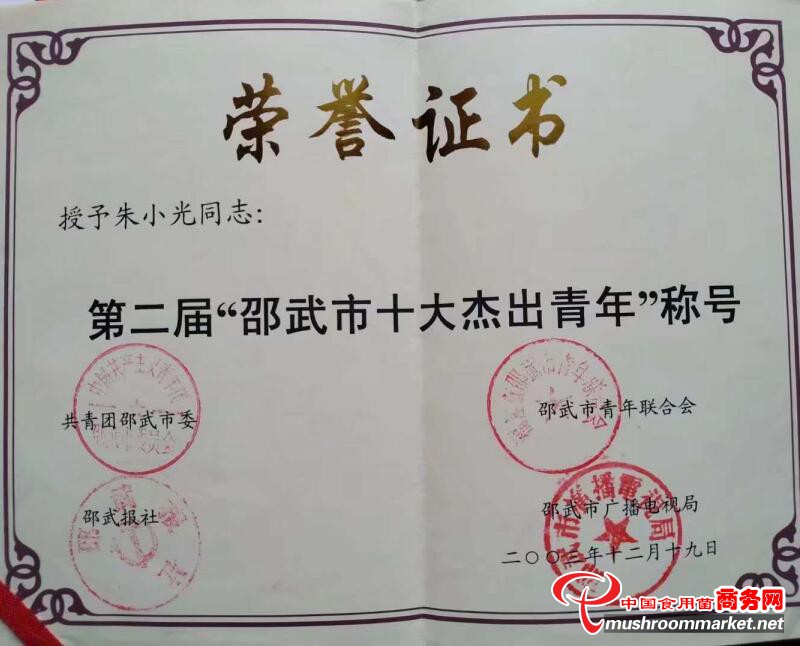 荣誉证书
授予朱小光同志：
第二届“邵武市十大杰出青年”称号
共青团邵武市委
邵武市青年联合会
邵武报社
邵武市广播电视局
二〇〇三年十二月十九日
中国食用菌商务网
mushroommarket.net